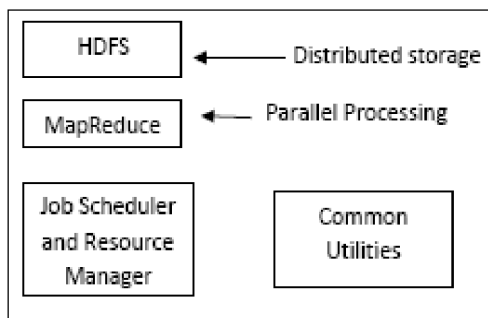 HDFS
Distributed storage
MapReduce
Parallel Processing
Job Scheduler
and Resource
Manager
Common
Utilities